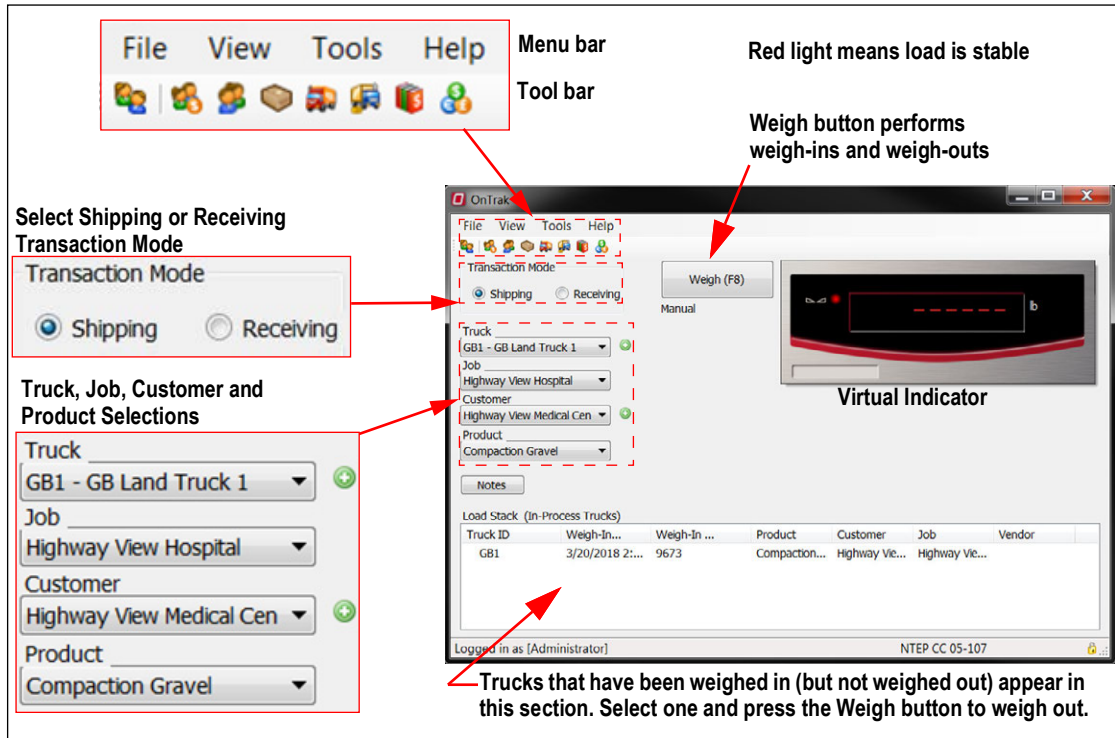 File View Tools Help
Menu bar
Tool bar
Red light means load is stable
Weigh button performs
weigh-ins and weigh-outs
Select Shipping or Receiving
Transaction Mode
Transaction Mode
Shipping Receiving
Truck, Job, Customer and
Product Selections
Truck
GB1 - GB Land Truck 1
Job
Highway View Hospital
Customer
Highway View Medical Cen
Product
Compaction Gravel
OnTrak
File View Tools Help
Transaction Mode
Shipping Receiving
Weigh (F8)
Manual
lb
Virtual Indicator
Truck
GB1 - GB Land Truck 1
Job
Highway View Hospital
Customer
Highway View Medical Cen
Product
Compaction Gravel
Notes
Load Stack (In-Process Trucks)
Truck ID Weigh-In... Weigh-In ... Product Customer Job Vendor
GB1 3/20/2018 2:... 9673 Compaction... Highway Vie... Highway Vie...
Logged in as [Administrator] NTEP CC 05-107
Trucks that have been weighed in (but not weighed out) appear in
this section. Select one and press the Weigh button to weigh out.